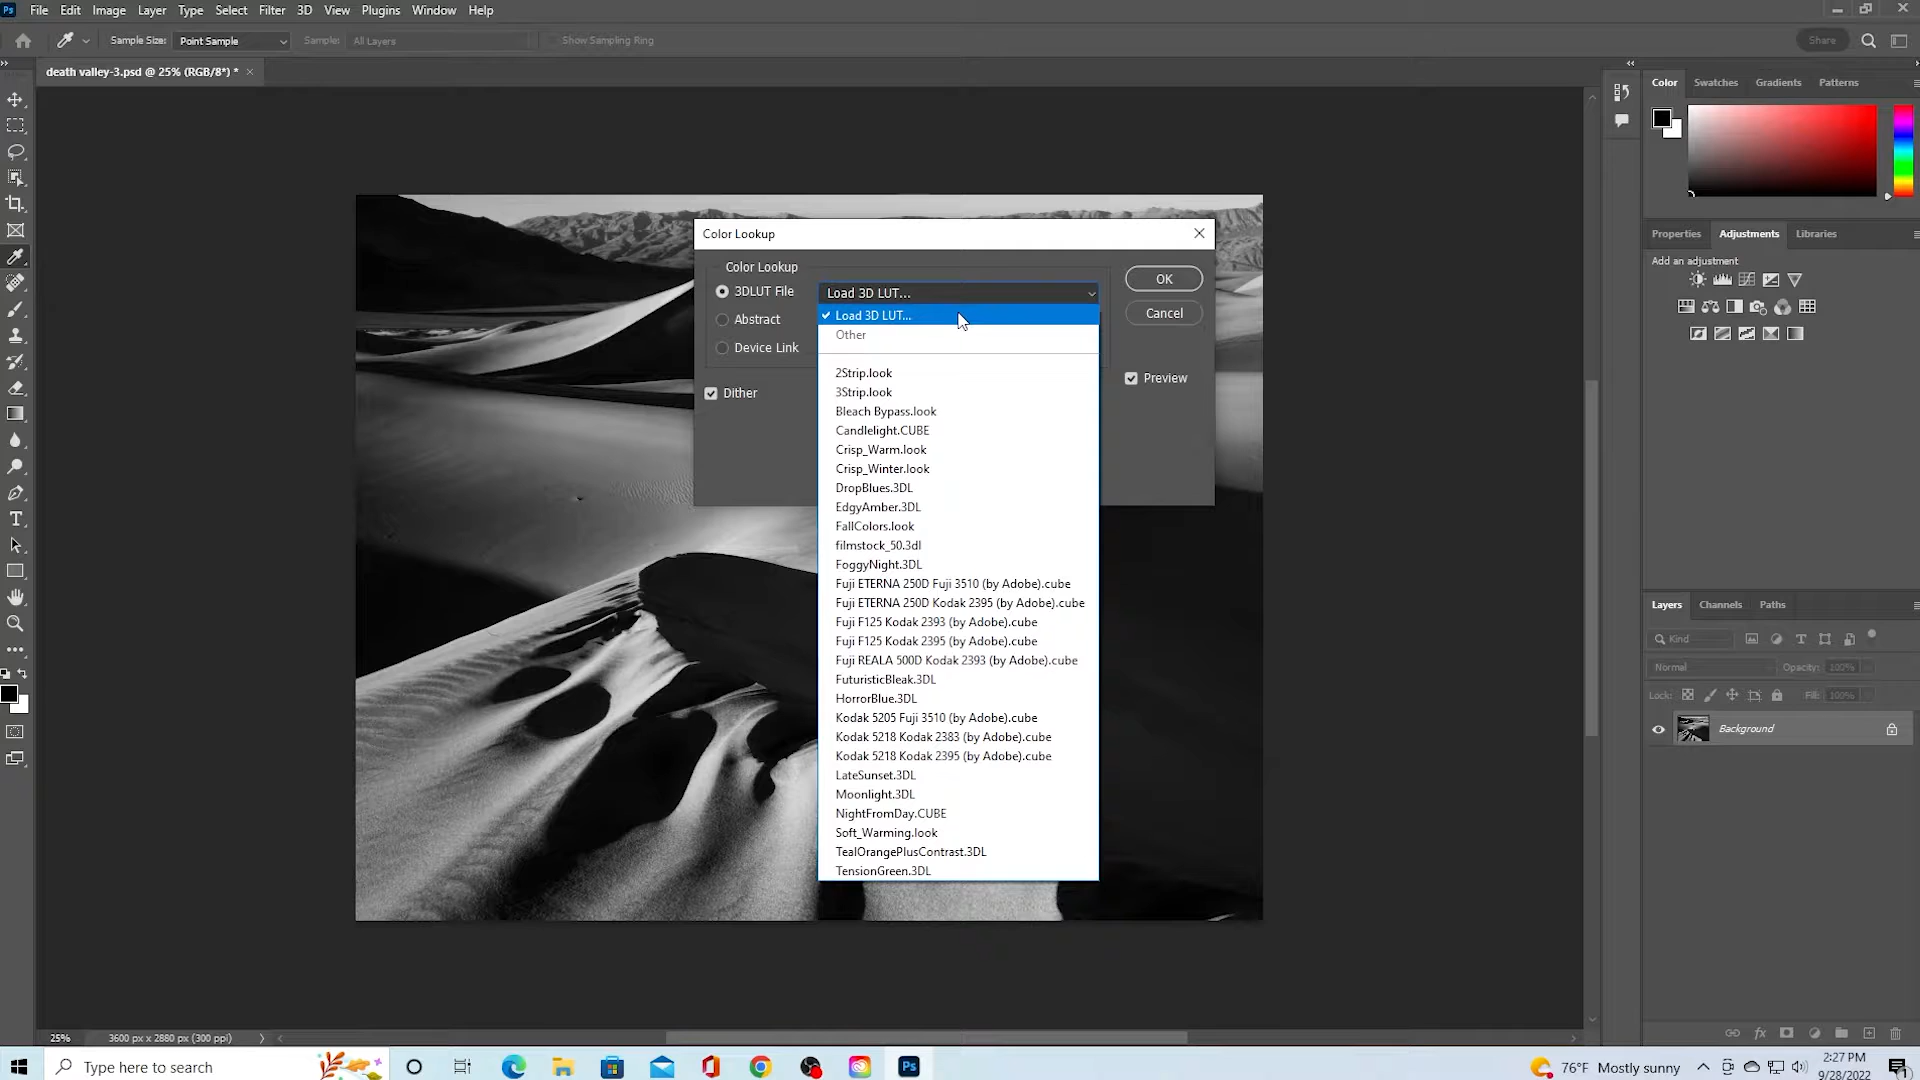 Ps File Edit Image Layer Type Select Filter 3D View Plugins Window Help
Sample Size: Point Sample Sample: All Layers Show Sampling Ring Share
death valley-3.psd @ 25% (RGB/8*) * ×
Color Swatches Gradients Patterns
Properties Adjustments Libraries
Add an adjustment
Color Lookup
Color Lookup
3DLUT File Load 3D LUT... OK
Abstract
Device Link
Dither
Cancel
Preview
Load 3D LUT...
Other
2Strip.look
3Strip.look
Bleach Bypass.look
Candlelight.CUBE
Crisp_Warm.look
Crisp_Winter.look
DropBlues.3DL
EdgyAmber.3DL
FallColors.look
filmstock_50.3dl
FoggyNight.3DL
Fuji ETERNA 250D Fuji 3510 (by Adobe).cube
Fuji ETERNA 250D Kodak 2395 (by Adobe).cube
Fuji F125 Kodak 2393 (by Adobe).cube
Fuji F125 Kodak 2395 (by Adobe).cube
Fuji REALA 500D Kodak 2393 (by Adobe).cube
FuturisticBleak.3DL
HorrorBlue.3DL
Kodak 5205 Fuji 3510 (by Adobe).cube
Kodak 5218 Kodak 2383 (by Adobe).cube
Kodak 5218 Kodak 2395 (by Adobe).cube
LateSunset.3DL
Moonlight.3DL
NightFromDay.CUBE
Soft_Warming.look
TealOrangePlusContrast.3DL
TensionGreen.3DL
Layers Channels Paths
Kind
Normal Opacity: 100%
Lock: Fill: 100%
Background
25% 3600 px x 2880 px (300 ppi)
Type here to search
76°F Mostly sunny
2:27 PM
9/28/2022
1